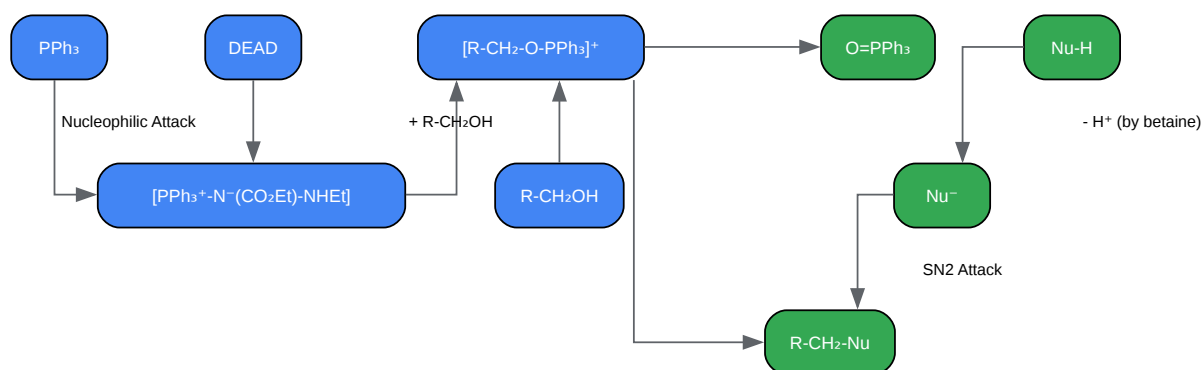 PPh₃
DEAD
[R-CH₂-O-PPh₃]⁺
O=PPh₃
Nu-H
Nucleophilic Attack
+ R-CH₂OH
- H⁺ (by betaine)
[PPh₃⁺-N⁻(CO₂Et)-NHEt]
R-CH₂OH
Nu⁻
SN2 Attack
R-CH₂-Nu